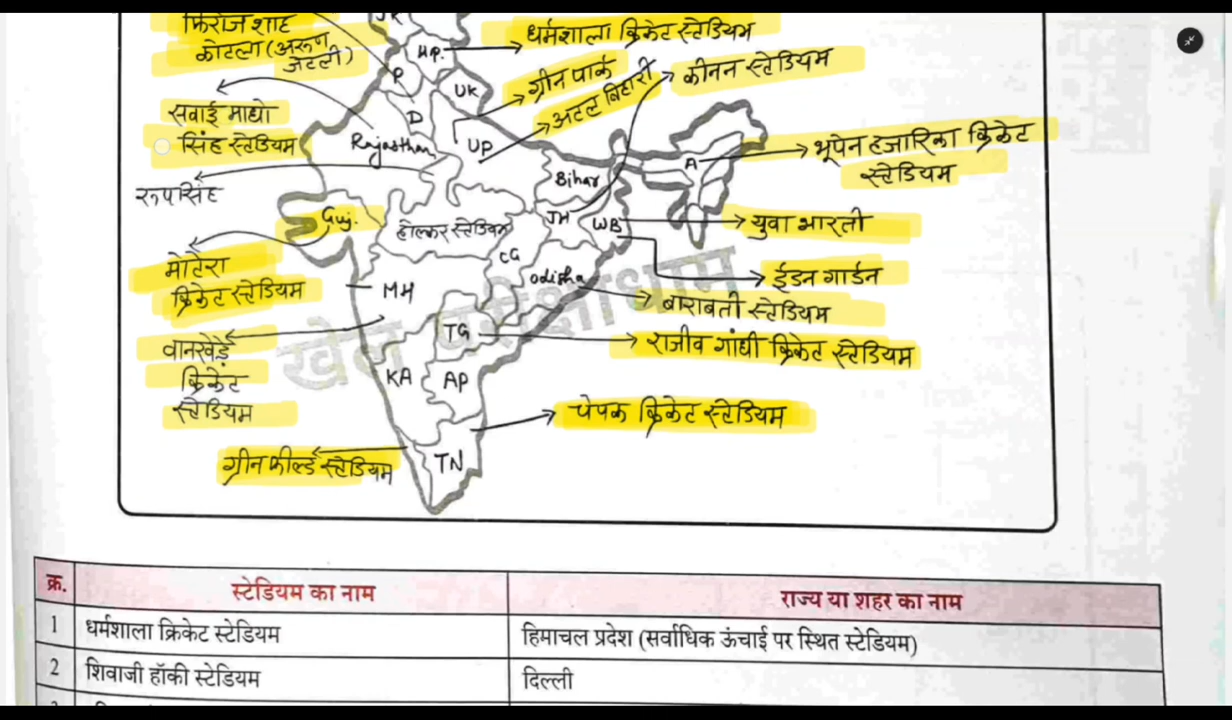 फिरोज शाह
कोटला (अरुण
जेटली)
JK
H.P.
धर्मशाला क्रिकेट स्टेडियम
P
UK
ग्रीन पार्क
अटल बिहारी
कीनन स्टेडियम
सवाई माधो
सिंह स्टेडियम
D
Rajasthan
UP
A
भूपेन हजारिका क्रिकेट
स्टेडियम
रुपसिंह
Bihar
Guj.
होल्कर स्टेडियम
JH
WB
युवा भारती
मोटेरा
क्रिकेट स्टेडियम
CG
odisha
ईडन गार्डन
MH
बाराबती स्टेडियम
खेल परीक्षाधाम
TG
राजीव गांधी क्रिकेट स्टेडियम
वानखेड़े
क्रिकेट
स्टेडियम
KA
AP
चेपक क्रिकेट स्टेडियम
ग्रीन फील्ड स्टेडियम
TN
क्र. स्टेडियम का नाम राज्य या शहर का नाम
1 धर्मशाला क्रिकेट स्टेडियम हिमाचल प्रदेश (सर्वाधिक ऊंचाई पर स्थित स्टेडियम)
2 शिवाजी हॉकी स्टेडियम दिल्ली